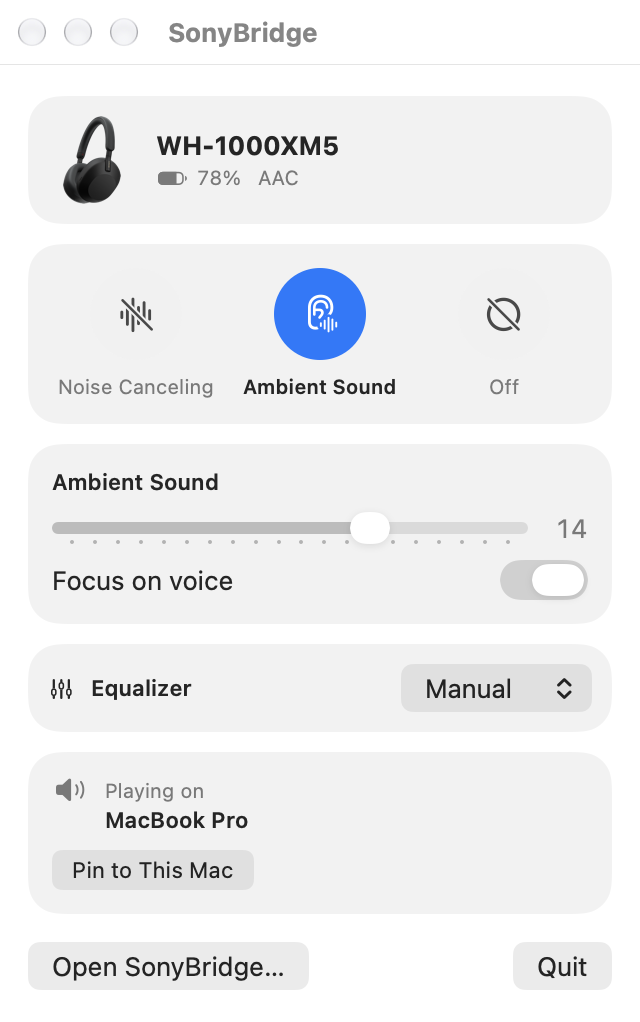 SonyBridge
WH-1000XM5
78% AAC
Noise Canceling
Ambient Sound
Off
Ambient Sound
14
Focus on voice
Equalizer
Manual
Playing on
MacBook Pro
Pin to This Mac
Open SonyBridge...
Quit